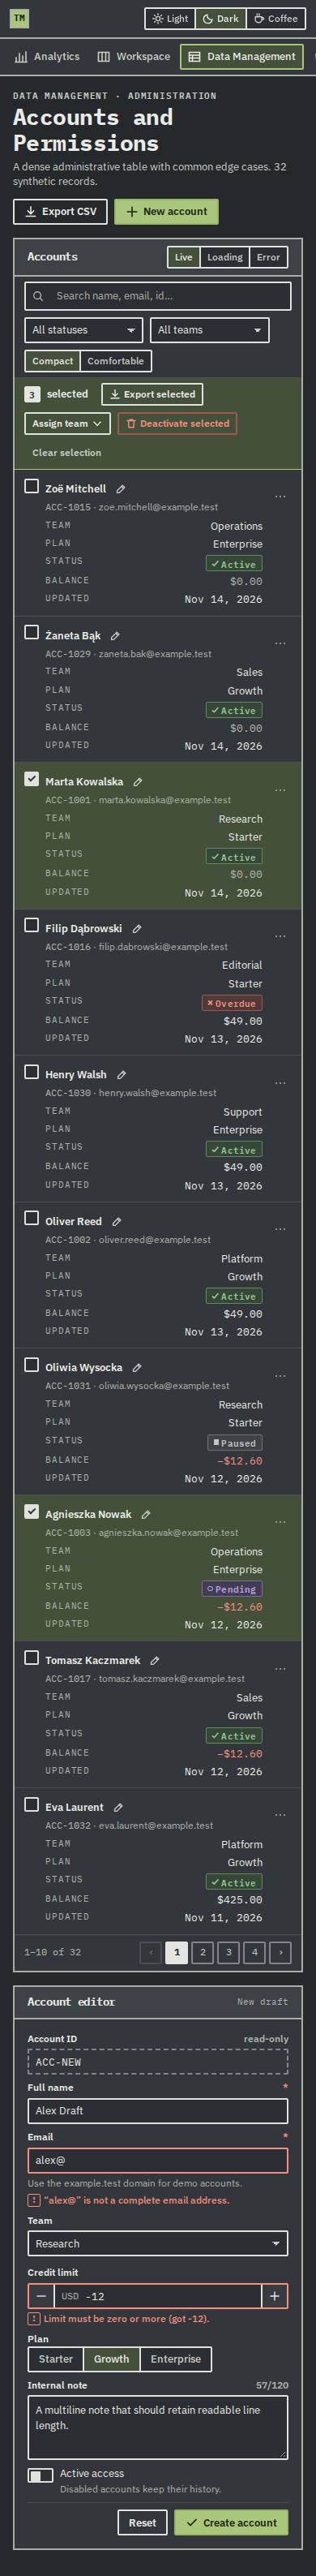 TM
Light
Dark
Coffee
Analytics
Workspace
Data Management
DATA MANAGEMENT · ADMINISTRATION
Accounts and
Permissions
A dense administrative table with common edge cases. 32
synthetic records.
Export CSV
New account
Accounts
Live
Loading
Error
Search name, email, id…
All statuses
All teams
Compact
Comfortable
3 selected
Export selected
Assign team
Deactivate selected
Clear selection
Zoë Mitchell
ACC-1015 · zoe.mitchell@example.test
TEAM Operations
PLAN Enterprise
STATUS Active
BALANCE $0.00
UPDATED Nov 14, 2026
Żaneta Bąk
ACC-1029 · zaneta.bak@example.test
TEAM Sales
PLAN Growth
STATUS Active
BALANCE $0.00
UPDATED Nov 14, 2026
Marta Kowalska
ACC-1001 · marta.kowalska@example.test
TEAM Research
PLAN Starter
STATUS Active
BALANCE $0.00
UPDATED Nov 14, 2026
Filip Dąbrowski
ACC-1016 · filip.dabrowski@example.test
TEAM Editorial
PLAN Starter
STATUS Overdue
BALANCE $49.00
UPDATED Nov 13, 2026
Henry Walsh
ACC-1030 · henry.walsh@example.test
TEAM Support
PLAN Enterprise
STATUS Active
BALANCE $49.00
UPDATED Nov 13, 2026
Oliver Reed
ACC-1002 · oliver.reed@example.test
TEAM Platform
PLAN Growth
STATUS Active
BALANCE $49.00
UPDATED Nov 13, 2026
Oliwia Wysocka
ACC-1031 · oliwia.wysocka@example.test
TEAM Research
PLAN Starter
STATUS Paused
BALANCE −$12.60
UPDATED Nov 12, 2026
Agnieszka Nowak
ACC-1003 · agnieszka.nowak@example.test
TEAM Operations
PLAN Enterprise
STATUS Pending
BALANCE −$12.60
UPDATED Nov 12, 2026
Tomasz Kaczmarek
ACC-1017 · tomasz.kaczmarek@example.test
TEAM Sales
PLAN Growth
STATUS Active
BALANCE −$12.60
UPDATED Nov 12, 2026
Eva Laurent
ACC-1032 · eva.laurent@example.test
TEAM Platform
PLAN Growth
STATUS Active
BALANCE $425.00
UPDATED Nov 11, 2026
1–10 of 32
‹ 1 2 3 4 ›
Account editor
New draft
Account ID read-only
ACC-NEW
Full name *
Alex Draft
Email *
alex@
Use the example.test domain for demo accounts.
! “alex@” is not a complete email address.
Team
Research
Credit limit
− USD -12 +
! Limit must be zero or more (got -12).
Plan
Starter
Growth
Enterprise
Internal note 57/120
A multiline note that should retain readable line
length.
Active access
Disabled accounts keep their history.
Reset
Create account